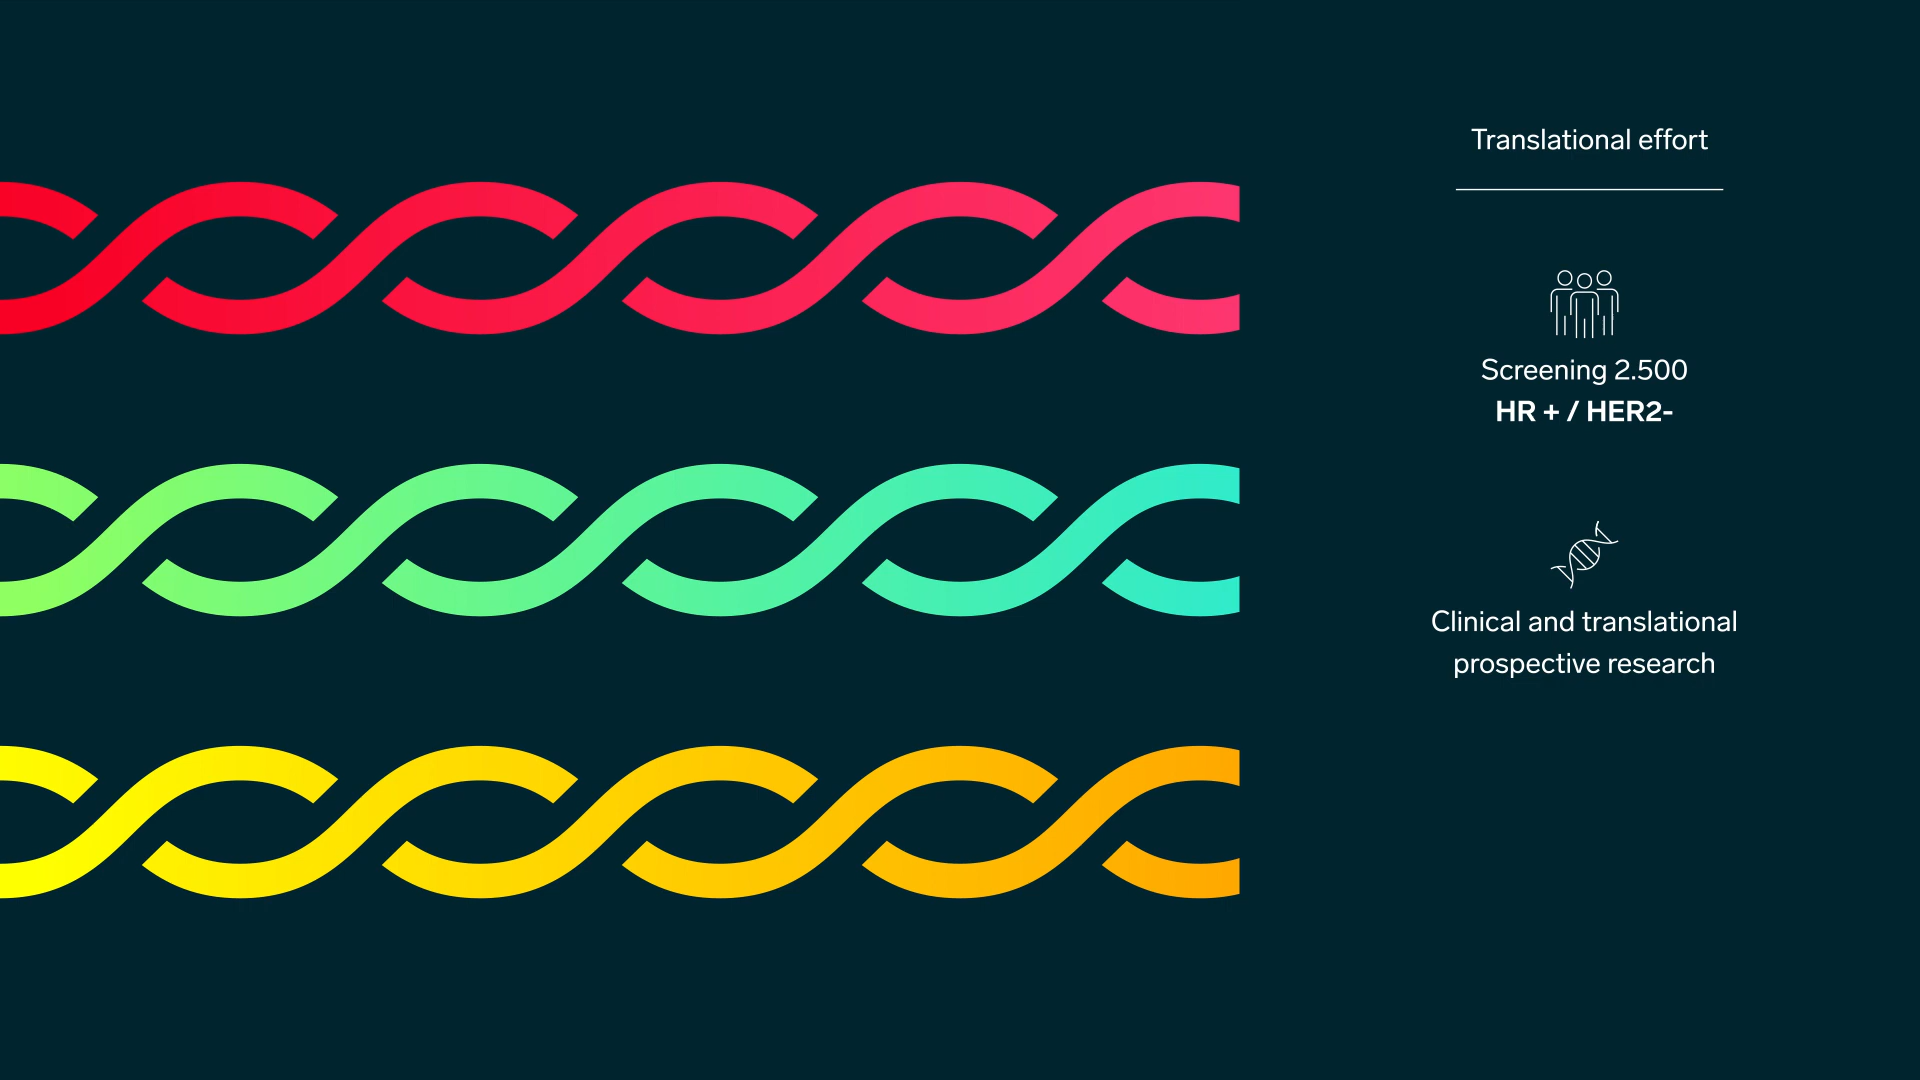 Translational effort
Screening 2.500
HR + / HER2-
Clinical and translational
prospective research